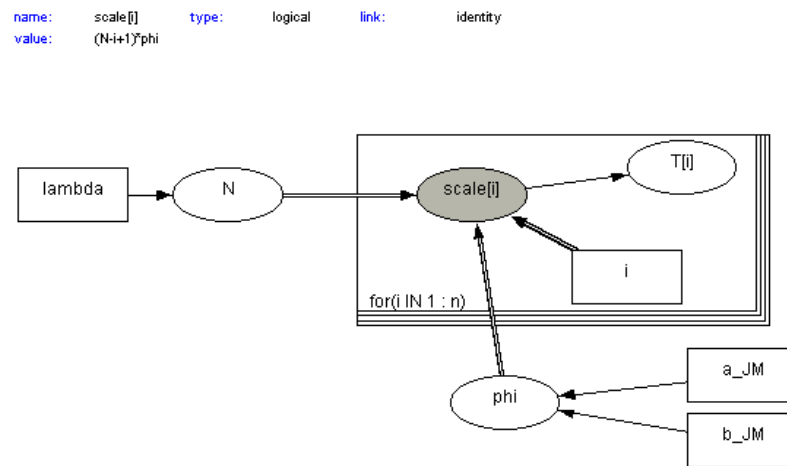 name: scale[i] type: logical link: identity
value: (N-i+1)*phi
T[i]
lambda N scale[i]
i
for(i IN 1 : n)
a_JM
phi
b_JM